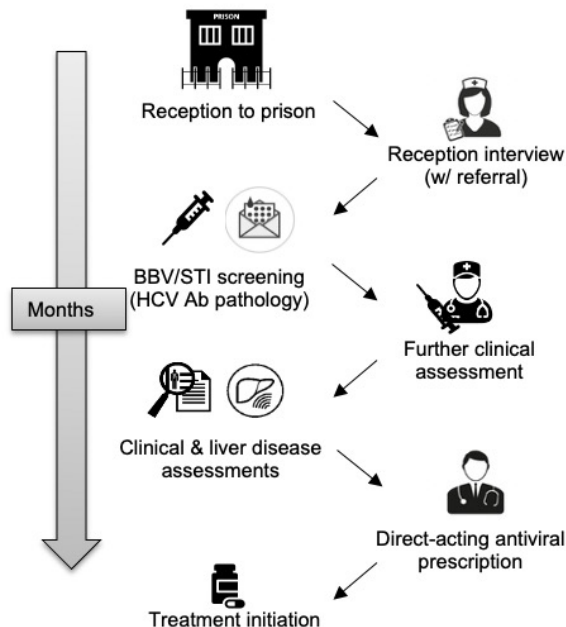 PRISON
Reception to prison
Reception interview
(w/ referral)
BBV/STI screening
(HCV Ab pathology)
Months
Further clinical
assessment
Clinical & liver disease
assessments
Direct-acting antiviral
prescription
Treatment initiation